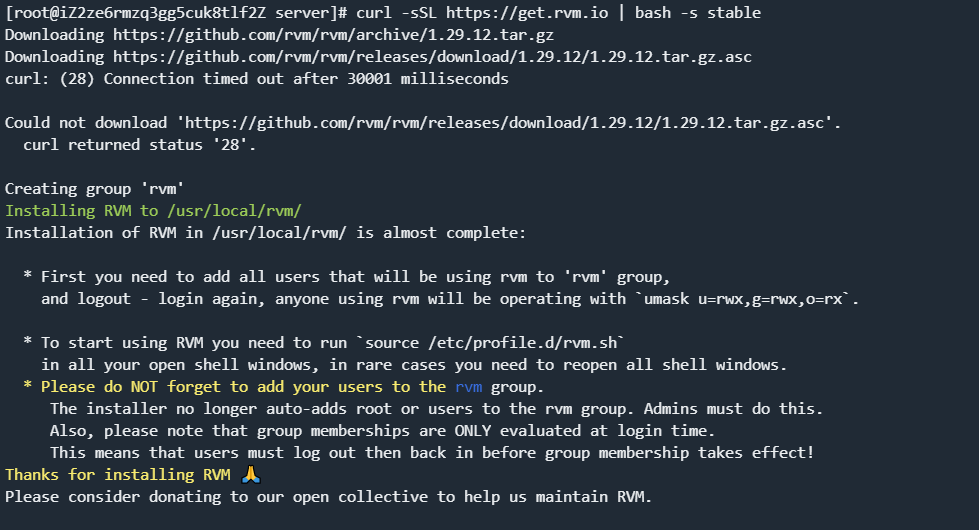 [root@iZ2ze6rmzq3gg5cuk8tlf2Z server]# curl -sSL https://get.rvm.io | bash -s stable
Downloading https://github.com/rvm/rvm/archive/1.29.12.tar.gz
Downloading https://github.com/rvm/rvm/releases/download/1.29.12/1.29.12.tar.gz.asc
curl: (28) Connection timed out after 30001 milliseconds

Could not download 'https://github.com/rvm/rvm/releases/download/1.29.12/1.29.12.tar.gz.asc'.
  curl returned status '28'.

Creating group 'rvm'
Installing RVM to /usr/local/rvm/
Installation of RVM in /usr/local/rvm/ is almost complete:

  * First you need to add all users that will be using rvm to 'rvm' group,
    and logout - login again, anyone using rvm will be operating with `umask u=rwx,g=rwx,o=rx`.

  * To start using RVM you need to run `source /etc/profile.d/rvm.sh`
    in all your open shell windows, in rare cases you need to reopen all shell windows.
  * Please do NOT forget to add your users to the rvm group.
     The installer no longer auto-adds root or users to the rvm group. Admins must do this.
     Also, please note that group memberships are ONLY evaluated at login time.
     This means that users must log out then back in before group membership takes effect!
Thanks for installing RVM 🙏
Please consider donating to our open collective to help us maintain RVM.